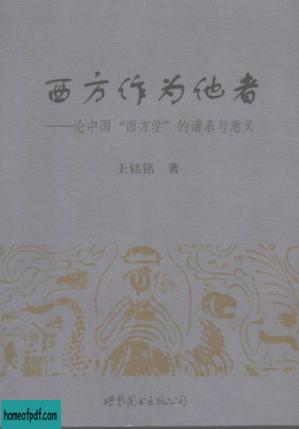 西方作为他者
——论中国“西方学”的谱系与意义
王铭铭 著
世界图书出版公司
homeofpdf.com